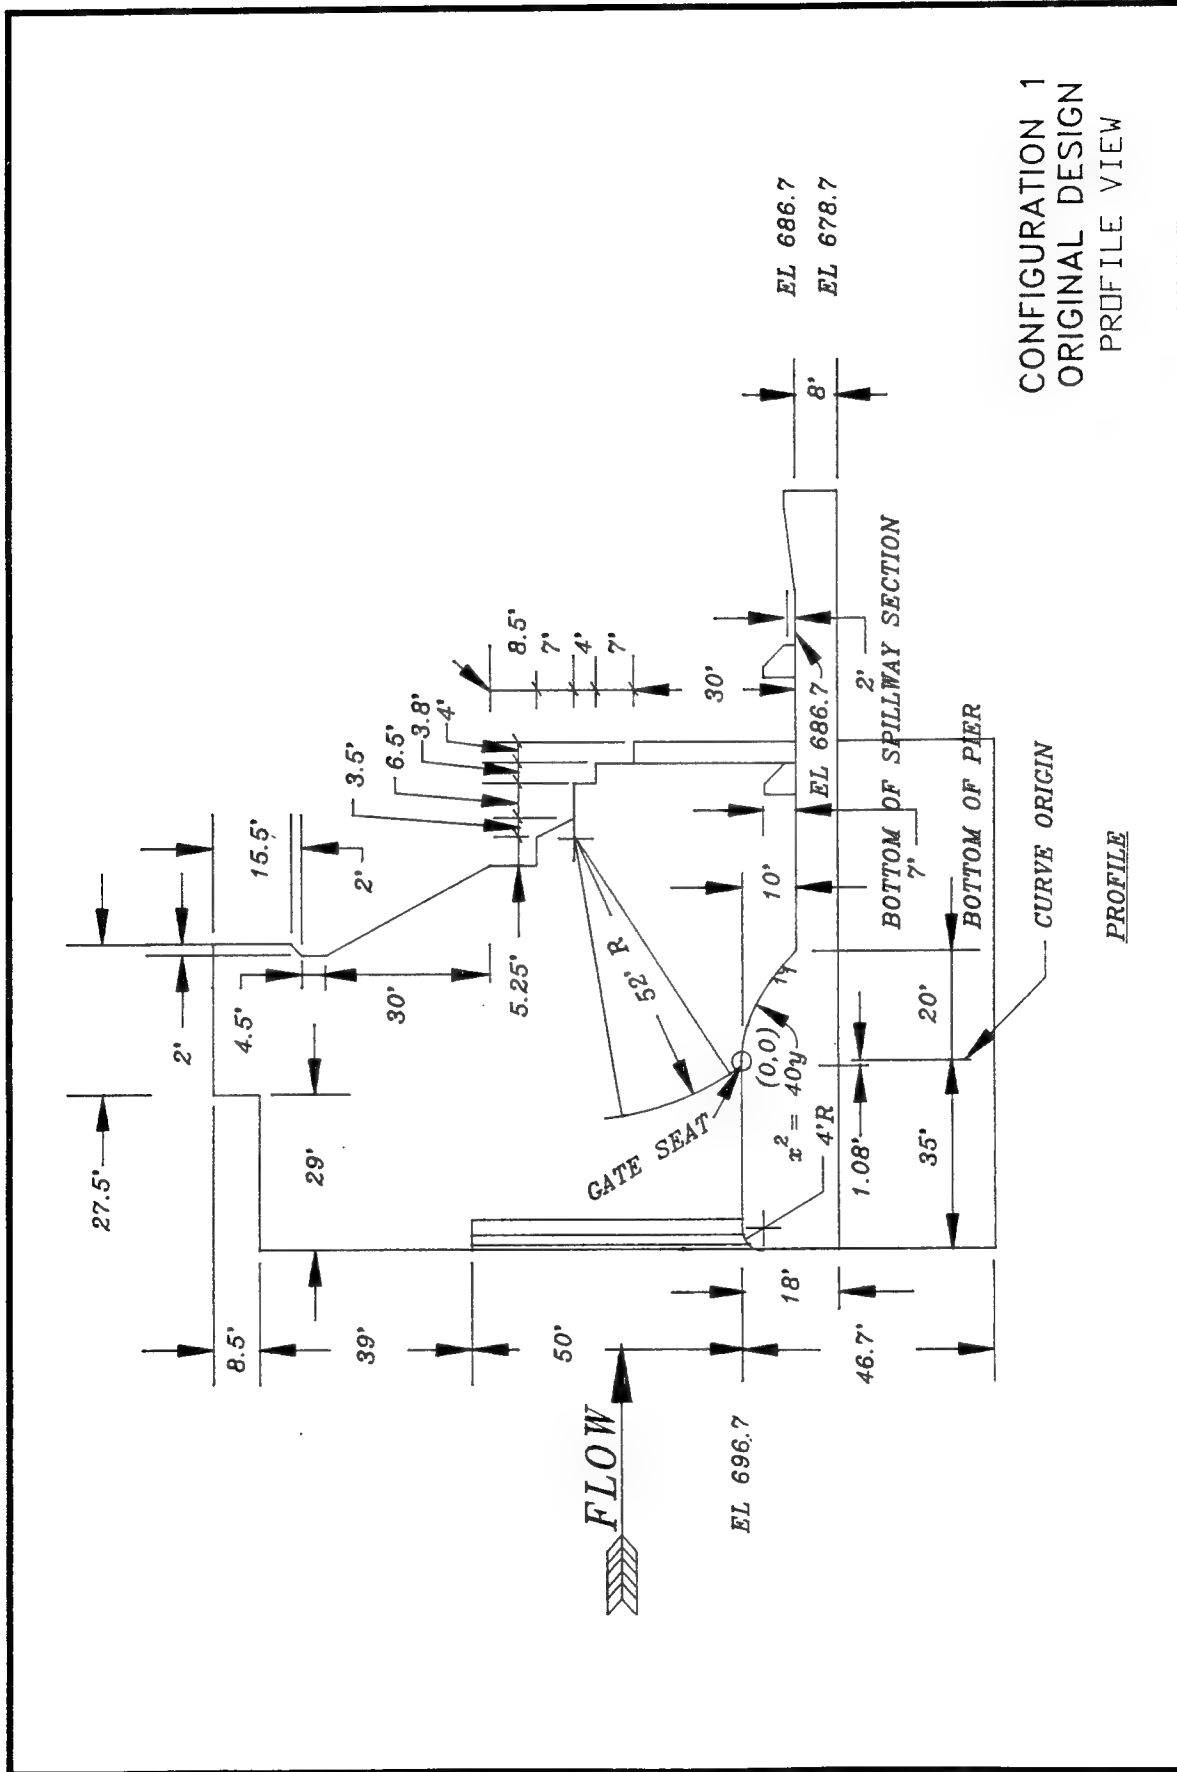 27.5'
2'
15.5'
2'
4.5'
30'
29'
8.5'
39'
50'
46.7'
18'
3.5'
6.5'
3.8'
4'
5.25'
8.5'
7'
4'
7'
30'
52' R
GATE SEAT
(0,0)
x² = 40y
4'R
1.08'
35'
20'
10'
7'
2'
8'
EL 686.7
EL 686.7
EL 678.7
EL 696.7
FLOW
BOTTOM OF SPILLWAY SECTION
BOTTOM OF PIER
CURVE ORIGIN
PROFILE
CONFIGURATION 1
ORIGINAL DESIGN
PROFILE VIEW